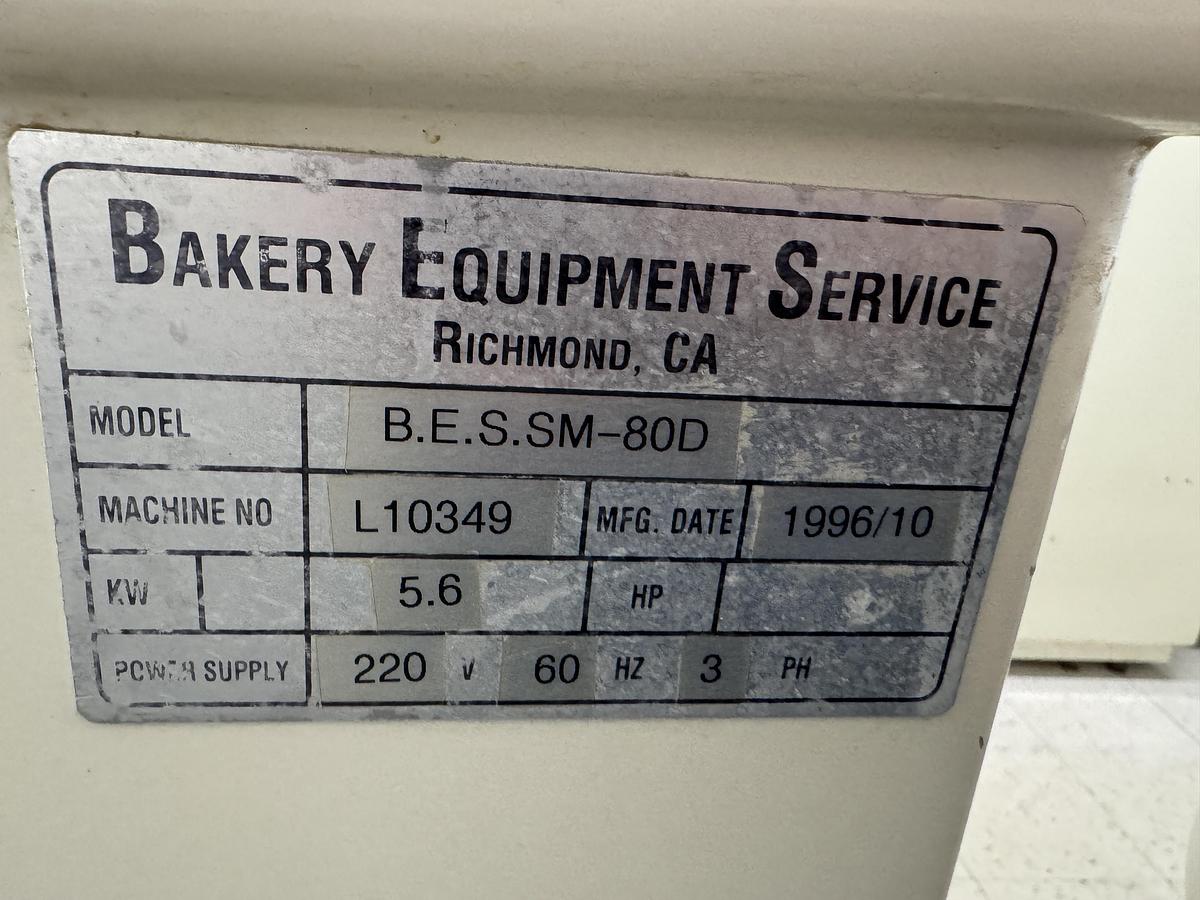 BAKERY EQUIPMENT SERVICE
RICHMOND, CA
MODEL B.E.S.SM-80D
MACHINE NO L10349 MFG. DATE 1996/10
KW 5.6 HP
POWER SUPPLY 220 V 60 HZ 3 PH